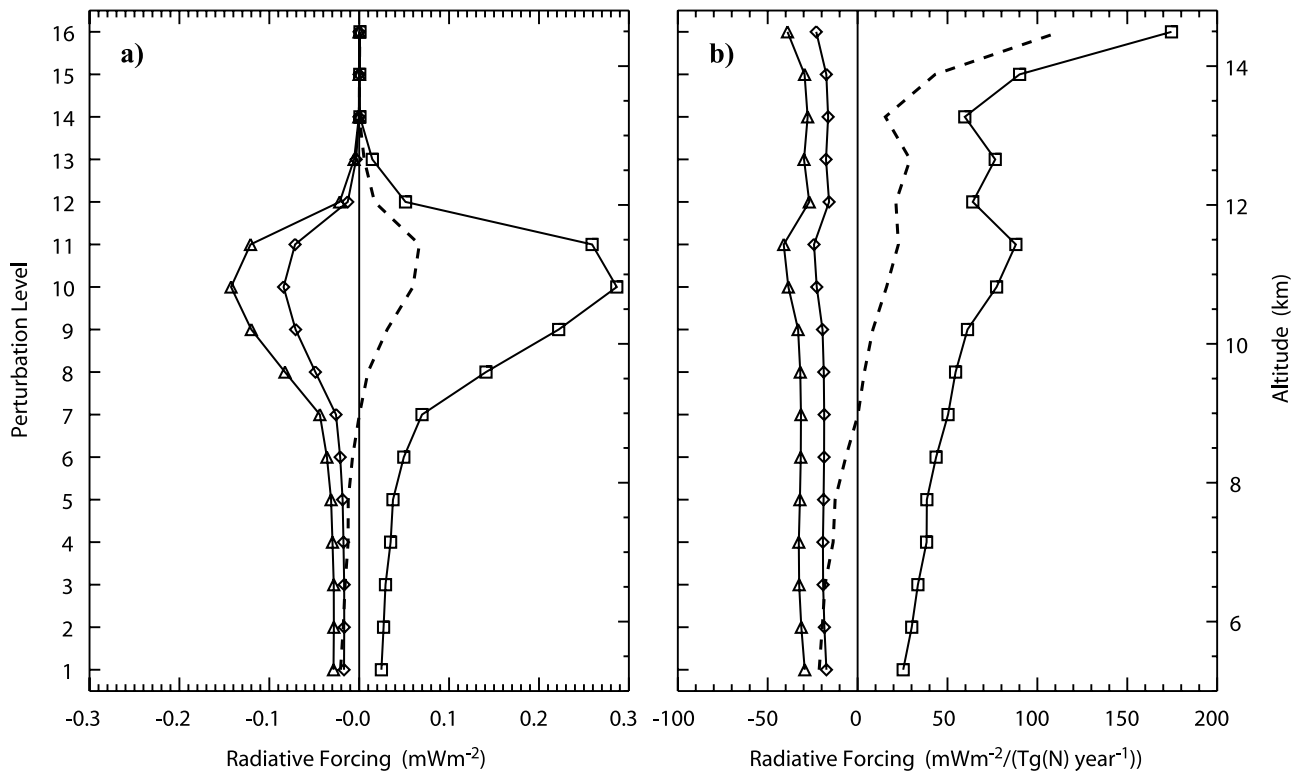 a)
b)
16
15
14
13
12
11
10
9
8
7
6
5
4
3
2
1
Perturbation Level
14
12
10
8
6
Altitude (km)
-0.3 -0.2 -0.1 -0.0 0.1 0.2 0.3
-100 -50 0 50 100 150 200
Radiative Forcing (mWm-2)
Radiative Forcing (mWm-2/(Tg(N) year-1))